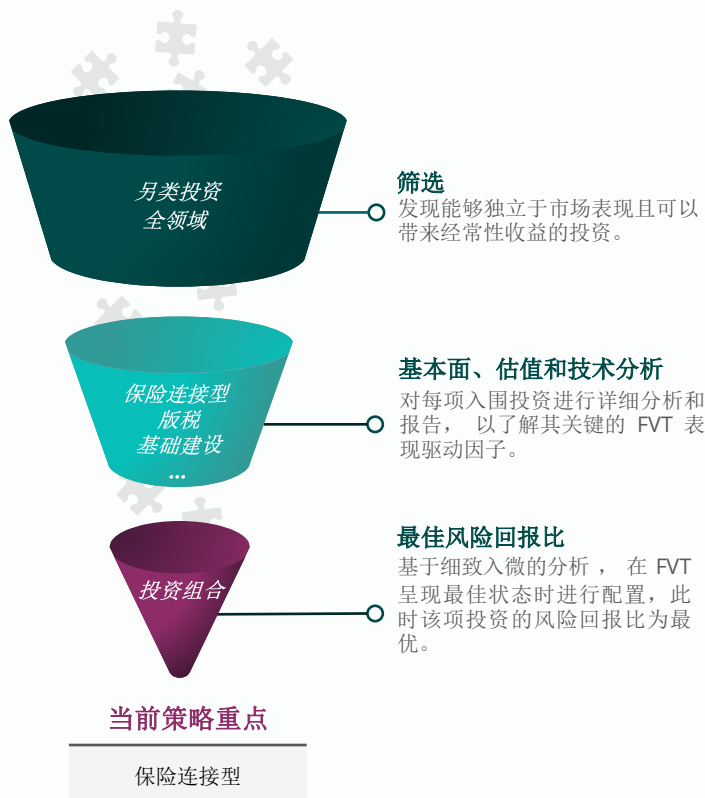 另类投资
全领域
筛选
发现能够独立于市场表现且可以
带来经常性收益的投资。
保险连接型
版税
基础建设
...
基本面、估值和技术分析
对每项入围投资进行详细分析和
报告， 以了解其关键的 FVT 表
现驱动因子。
投资组合
最佳风险回报比
基于细致入微的分析 ， 在 FVT
呈现最佳状态时进行配置，此
时该项投资的风险回报比为最
优。
当前策略重点
保险连接型